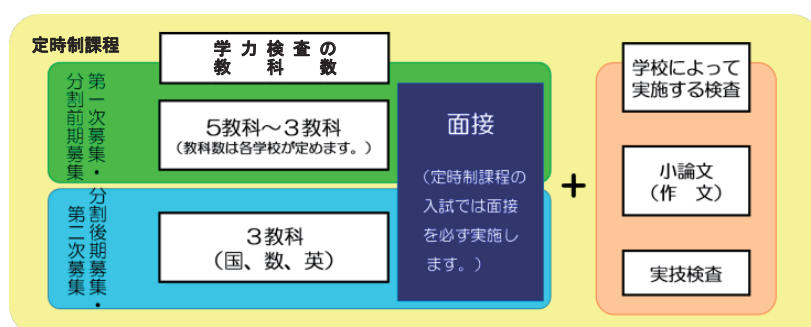 定時制課程
学力検査の
教科数
第一次募集・
分割前期募集
5教科～3教科
（教科数は各学校が定めます。）
分割後期募集・
第二次募集
3教科
（国、数、英）
面接
（定時制課程の
入試では面接
を必ず実施し
ます。）
+
学校によって
実施する検査
小論文
（作　文）
実技検査